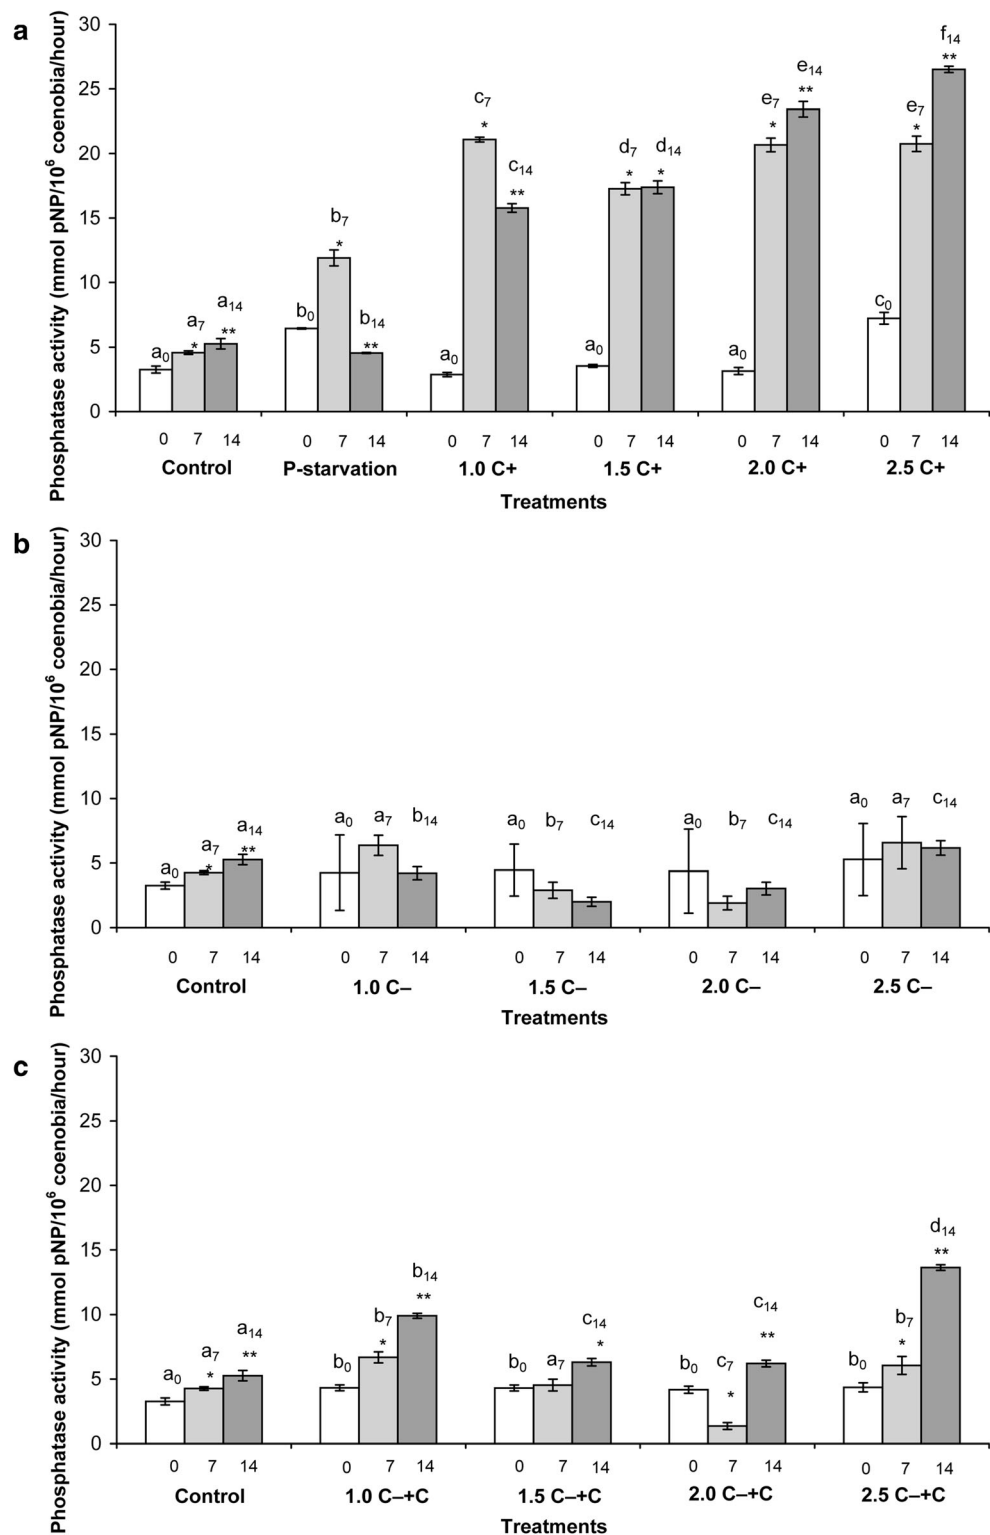 a
Phosphatase activity (mmol pNP/10⁶ coenobia/hour)
30
25
20
15
10
5
0
a₀ a₇ * a₁₄ **
b₀ b₇ * b₁₄ **
a₀ c₇ * c₁₄ **
a₀ d₇ * d₁₄ *
a₀ e₇ * e₁₄ **
c₀ e₇ * f₁₄ **
0 7 14 0 7 14 0 7 14 0 7 14 0 7 14 0 7 14
Control P-starvation 1.0 C+ 1.5 C+ 2.0 C+ 2.5 C+
Treatments
b
Phosphatase activity (mmol pNP/10⁶ coenobia/hour)
30
25
20
15
10
5
0
a₀ a₇ * a₁₄ **
a₀ a₇ b₁₄
a₀ b₇ c₁₄
a₀ b₇ c₁₄
a₀ a₇ c₁₄
0 7 14 0 7 14 0 7 14 0 7 14 0 7 14
Control 1.0 C– 1.5 C– 2.0 C– 2.5 C–
Treatments
c
Phosphatase activity (mmol pNP/10⁶ coenobia/hour)
30
25
20
15
10
5
0
a₀ a₇ * a₁₄ **
b₀ b₇ * b₁₄ **
b₀ a₇ c₁₄ *
b₀ c₇ * c₁₄ **
b₀ b₇ * d₁₄ **
0 7 14 0 7 14 0 7 14 0 7 14 0 7 14
Control 1.0 C–+C 1.5 C–+C 2.0 C–+C 2.5 C–+C
Treatments